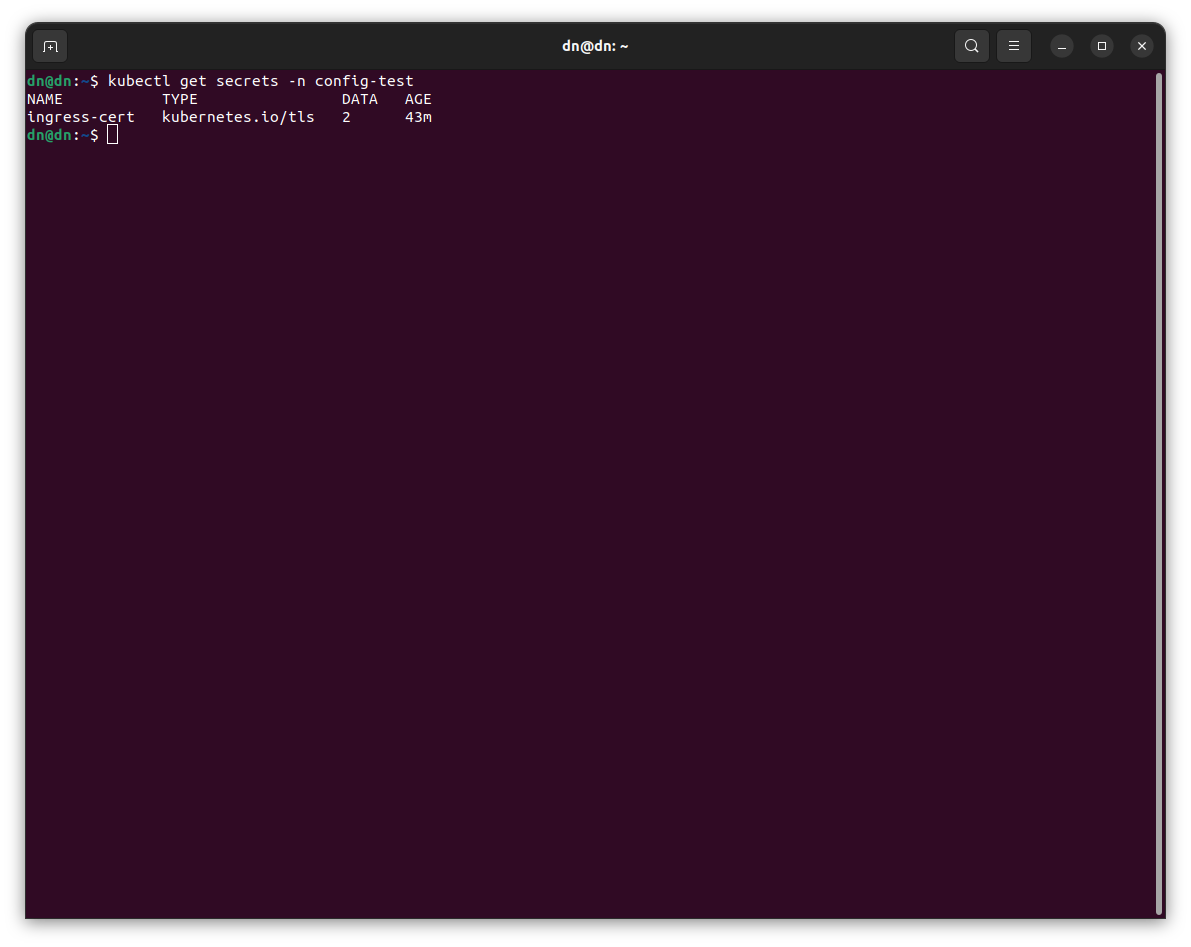 dn@dn: ~
dn@dn:~$ kubectl get secrets -n config-test
NAME           TYPE                DATA   AGE
ingress-cert   kubernetes.io/tls   2      43m
dn@dn:~$